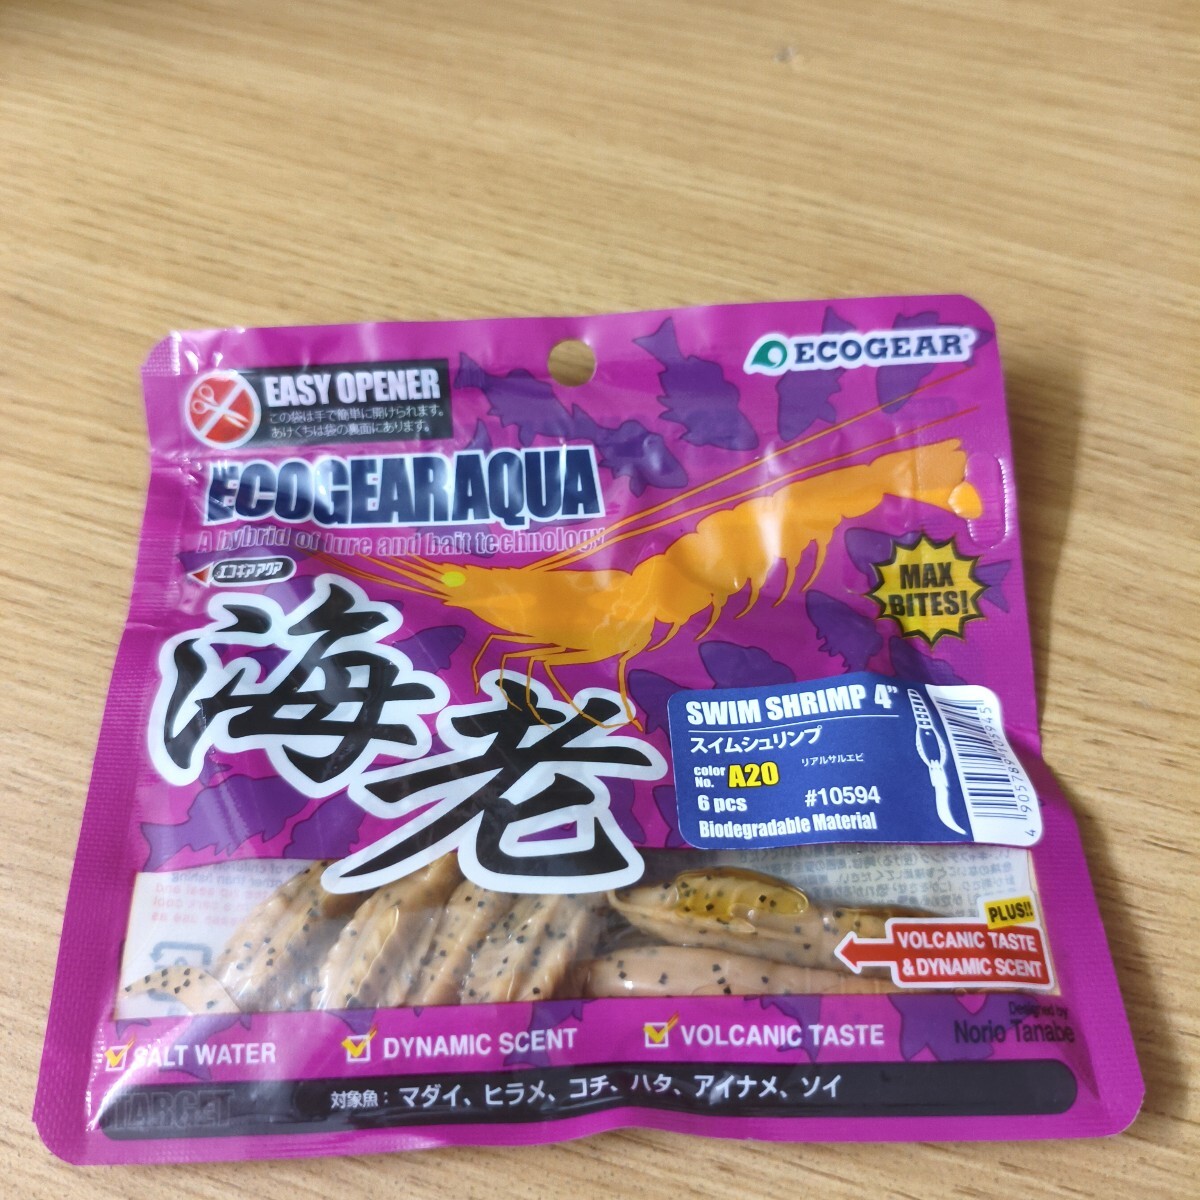 ECOGEAR
EASY OPENER
この袋は手で簡単に開けられます。
あけくちは袋の裏面にあります。
ECOGEAR AQUA
A hybrid of lure and bait technology
エコギアアクア
海老
MAX
BITES!
SWIM SHRIMP 4"
スイムシュリンプ
リアルサルエビ
color No. A20
6 pcs #10594
Biodegradable Material
4 905789 105945
PLUS!!
VOLCANIC TASTE
& DYNAMIC SCENT
Designed by
Norio Tanabe
SALT WATER
DYNAMIC SCENT
VOLCANIC TASTE
TARGET
対象魚：マダイ、ヒラメ、コチ、ハタ、アイナメ、ソイ